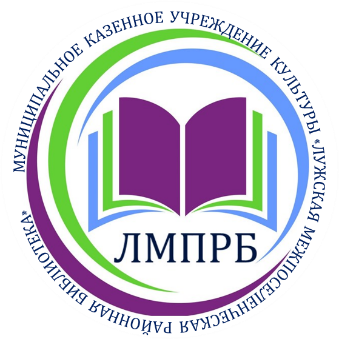 МУНИЦИПАЛЬНОЕ КАЗЕННОЕ УЧРЕЖДЕНИЕ КУЛЬТУРЫ «ЛУЖСКАЯ МЕЖПОСЕЛЕНЧЕСКАЯ РАЙОННАЯ БИБЛИОТЕКА»
ЛМПРБ